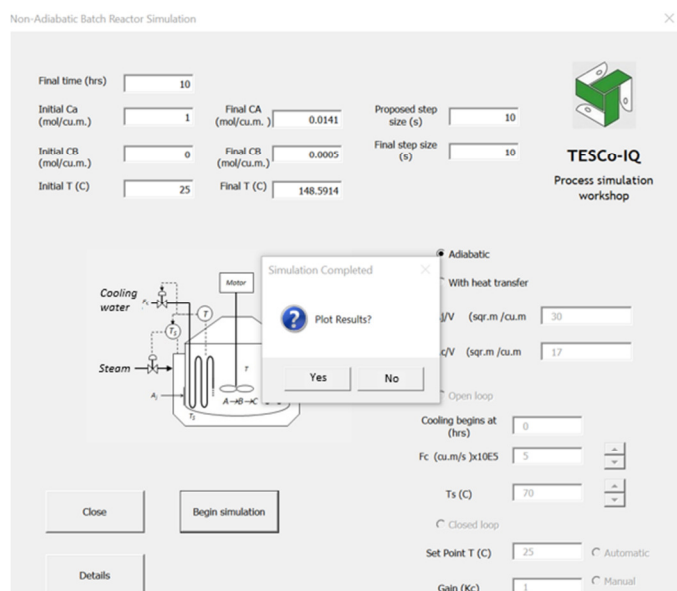 Non-Adiabatic Batch Reactor Simulation
Final time (hrs) 10
Initial Ca (mol/cu.m.) 1
Final CA (mol/cu.m. ) 0.0141
Proposed step size (s) 10
Initial CB (mol/cu.m.) 0
Final CB (mol/cu.m.) 0.0005
Final step size (s) 10
Initial T (C) 25
Final T (C) 148.5914
TESCo-IQ
Process simulation
workshop
Adiabatic
With heat transfer
j/V (sqr.m /cu.m 30
c/V (sqr.m /cu.m 17
Open loop
Cooling begins at
(hrs) 0
Fc (cu.m/s )x10E5 5
Ts (C) 70
Closed loop
Set Point T (C) 25
Automatic
Gain (Kc) 1
Manual
Simulation Completed
Plot Results?
Yes No
Cooling
water
Motor
T
Ts
Steam
T
Aj
A→B→C
Ts
Close
Begin simulation
Details